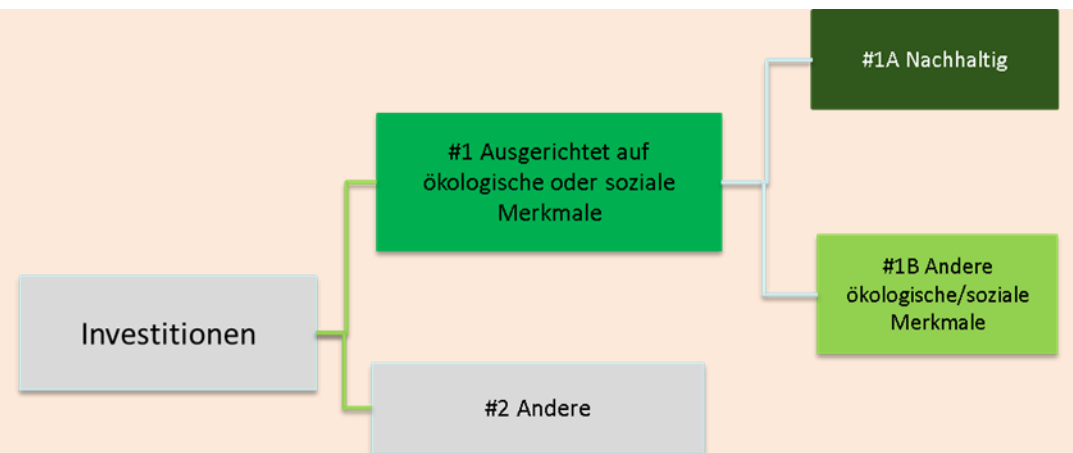 #1A Nachhaltig
#1 Ausgerichtet auf
ökologische oder soziale
Merkmale
#1B Andere
ökologische/soziale
Merkmale
Investitionen
#2 Andere